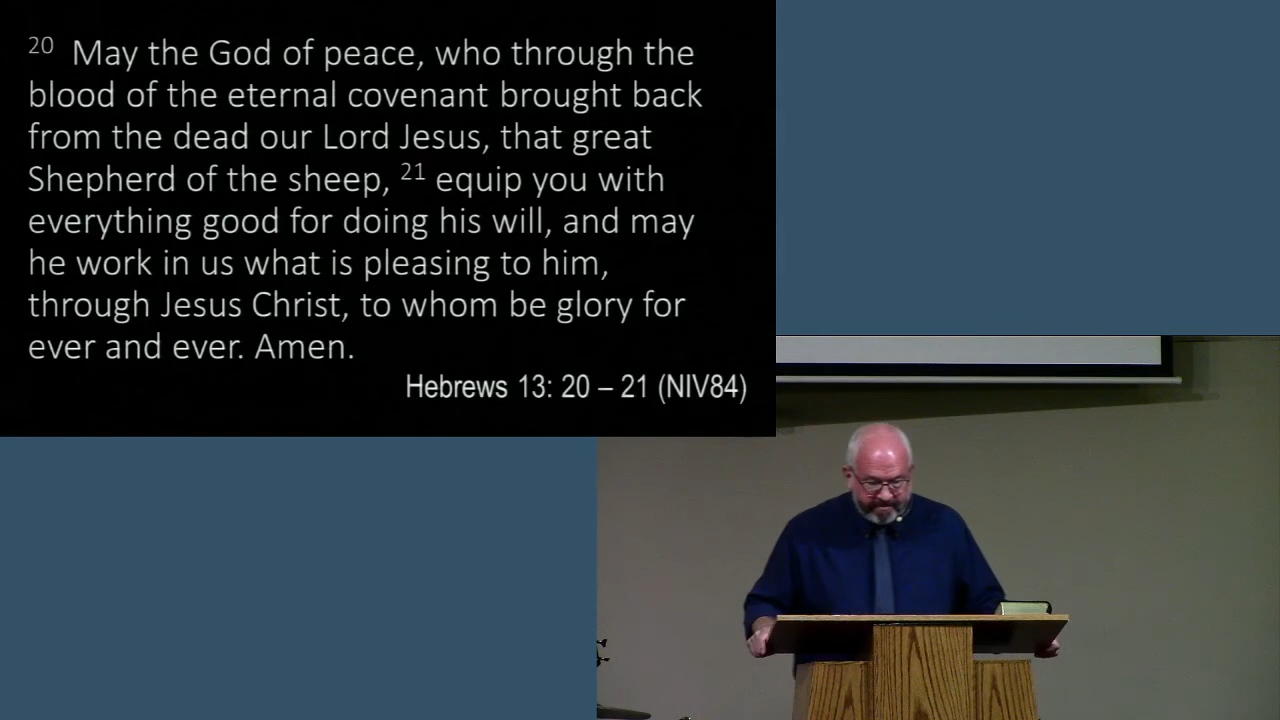 20 May the God of peace, who through the
blood of the eternal covenant brought back
from the dead our Lord Jesus, that great
Shepherd of the sheep, 21 equip you with
everything good for doing his will, and may
he work in us what is pleasing to him,
through Jesus Christ, to whom be glory for
ever and ever. Amen.
Hebrews 13: 20 – 21 (NIV84)